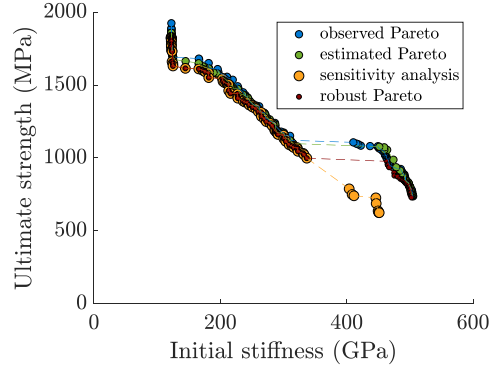 2000
1500
1000
500
0
0
200
400
600
Ultimate strength (MPa)
Initial stiffness (GPa)
observed Pareto
estimated Pareto
sensitivity analysis
robust Pareto